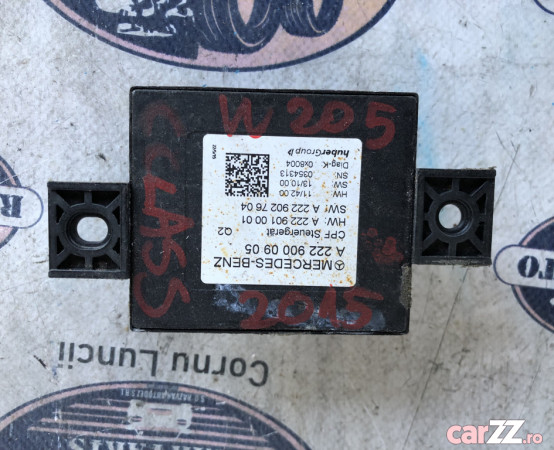 W 205
C CLASS
2015
MERCEDES-BENZ
A 222 900 09 05
CPF Steuergerät Q2
HW: A 222 901 00 01
SW: A 222 902 76 04
HW: 11/42 00
SW: 13/10 00
SN: 0354313
Diag-K: 0x8004
huberGroup
Cornu Luncii
carzz.ro